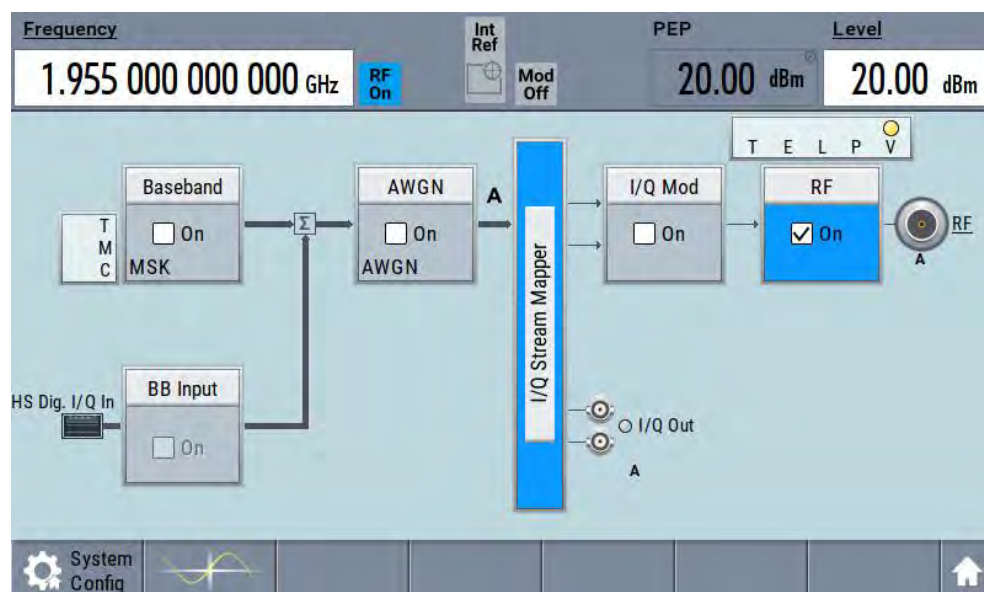 Frequency
Int
Ref
PEP
Level
1.955 000 000 000 GHz
RF
On
Mod
Off
20.00 dBm
20.00 dBm
T E L P V
Baseband
On
MSK
T
M
C
Σ
AWGN
On
AWGN
A
I/Q Stream Mapper
I/Q Mod
On
RF
On
RF
A
HS Dig. I/Q In
BB Input
On
I/Q Out
A
System
Config